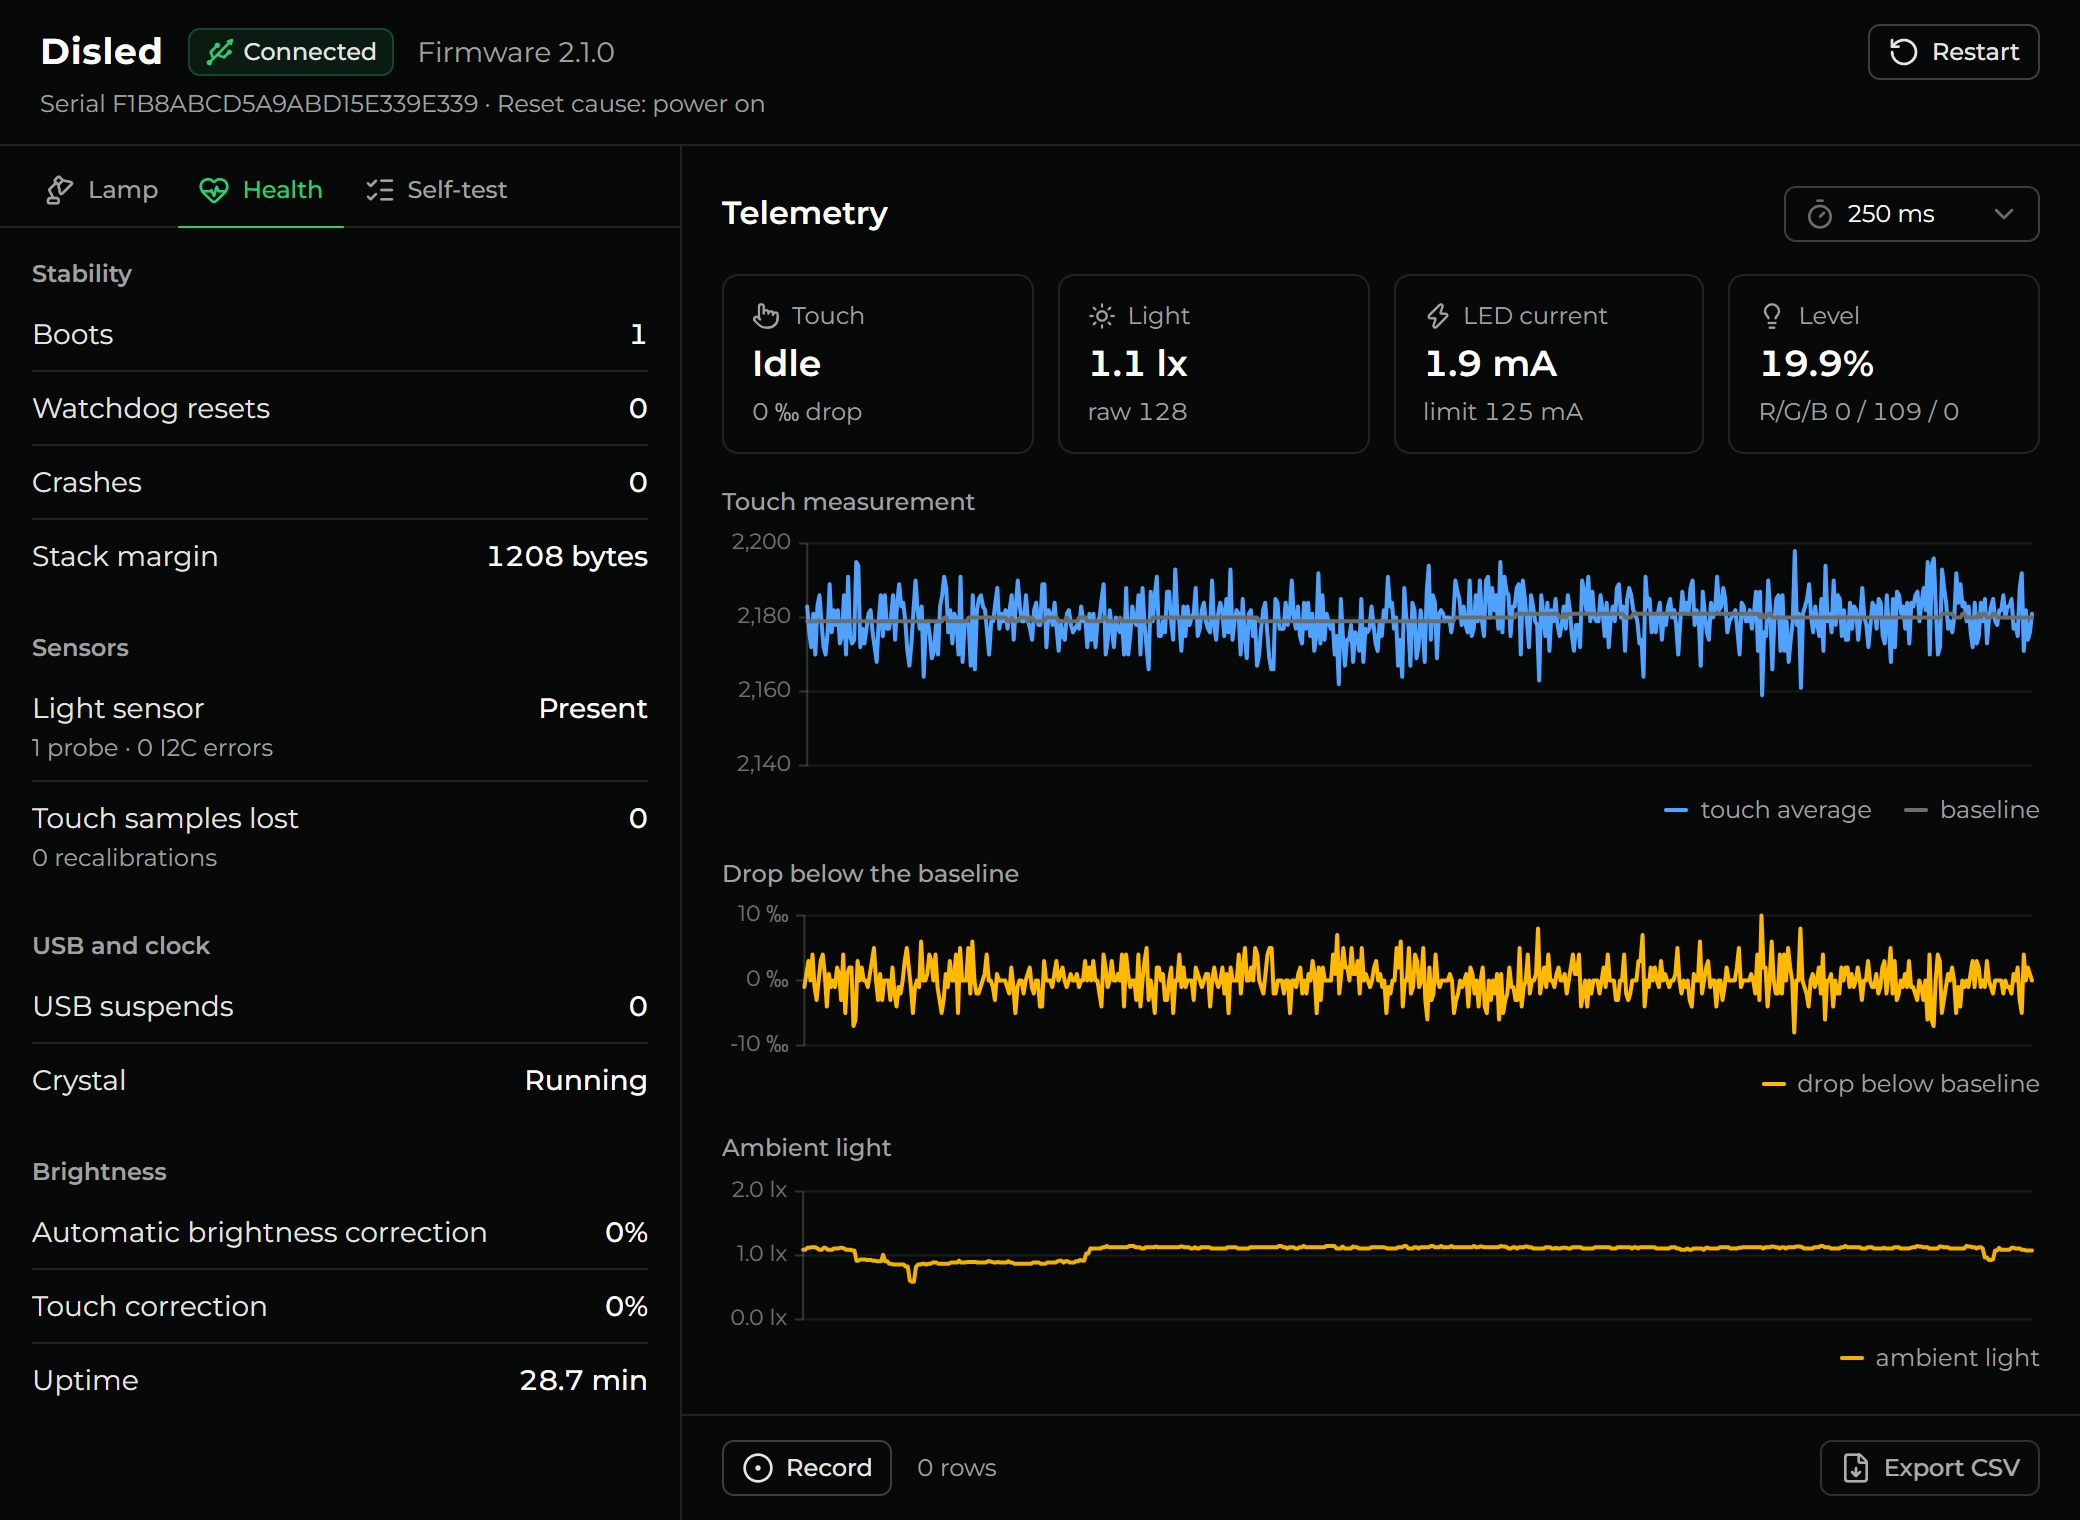 Disled Connected Firmware 2.1.0
Restart
Serial F1B8ABCD5A9ABD15E339E339 · Reset cause: power on
Lamp Health Self-test
Stability
Boots 1
Watchdog resets 0
Crashes 0
Stack margin 1208 bytes
Sensors
Light sensor Present
1 probe · 0 I2C errors
Touch samples lost 0
0 recalibrations
USB and clock
USB suspends 0
Crystal Running
Brightness
Automatic brightness correction 0%
Touch correction 0%
Uptime 28.7 min
Telemetry
250 ms
Touch
Idle
0 ‰ drop
Light
1.1 lx
raw 128
LED current
1.9 mA
limit 125 mA
Level
19.9%
R/G/B 0 / 109 / 0
Touch measurement
2,200
2,180
2,160
2,140
touch average baseline
Drop below the baseline
10 ‰
0 ‰
-10 ‰
drop below baseline
Ambient light
2.0 lx
1.0 lx
0.0 lx
ambient light
Record 0 rows
Export CSV